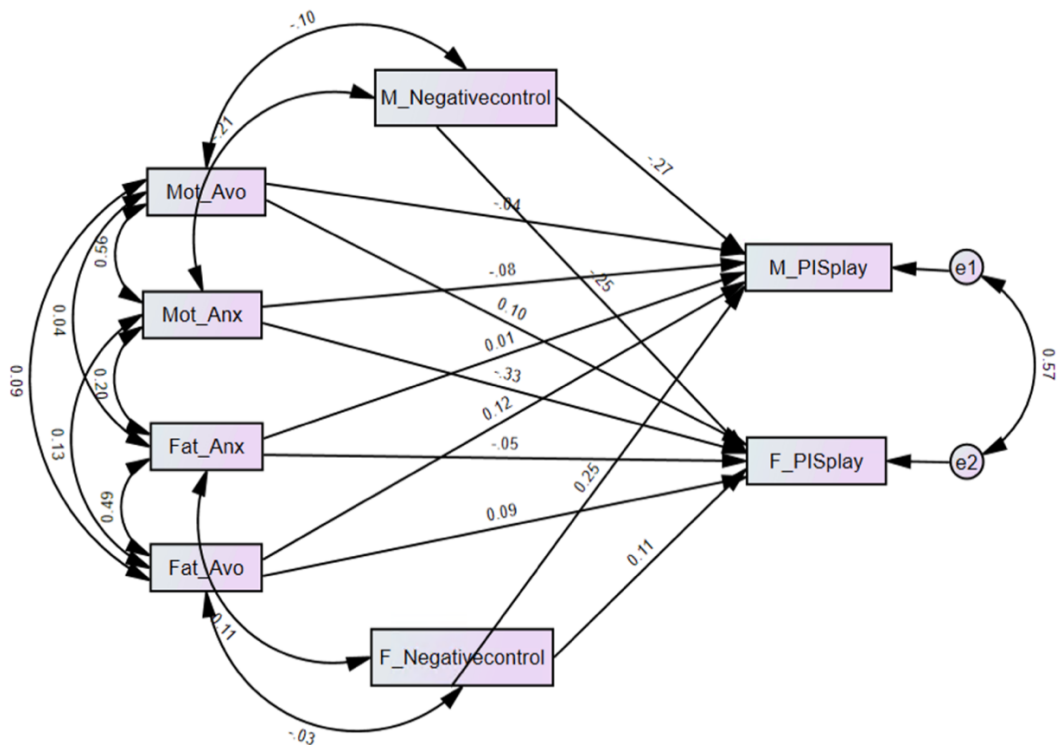 -.10
M_Negativecontrol
-.21
-.27
Mot_Avo
-.04
0.56
M_PISplay
e1
-.08
-.25
0.10
Mot_Anx
0.04
0.01
0.09
0.20
-.33
0.57
0.12
0.13
Fat_Anx
-.05
F_PISplay
e2
0.25
0.49
0.09
Fat_Avo
0.11
0.11
F_Negativecontrol
-.03